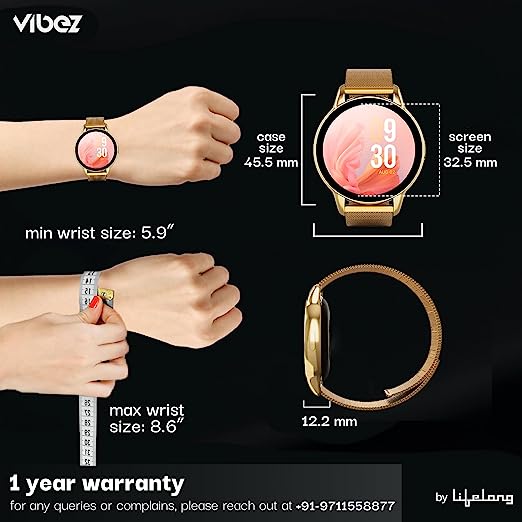 vibez
case
size
45.5 mm
screen
size
32.5 mm
9
30
min wrist size: 5.9"
max wrist
size: 8.6"
12.2 mm
1 year warranty
for any queries or complains, please reach out at +91-9711558877
by Lifelong